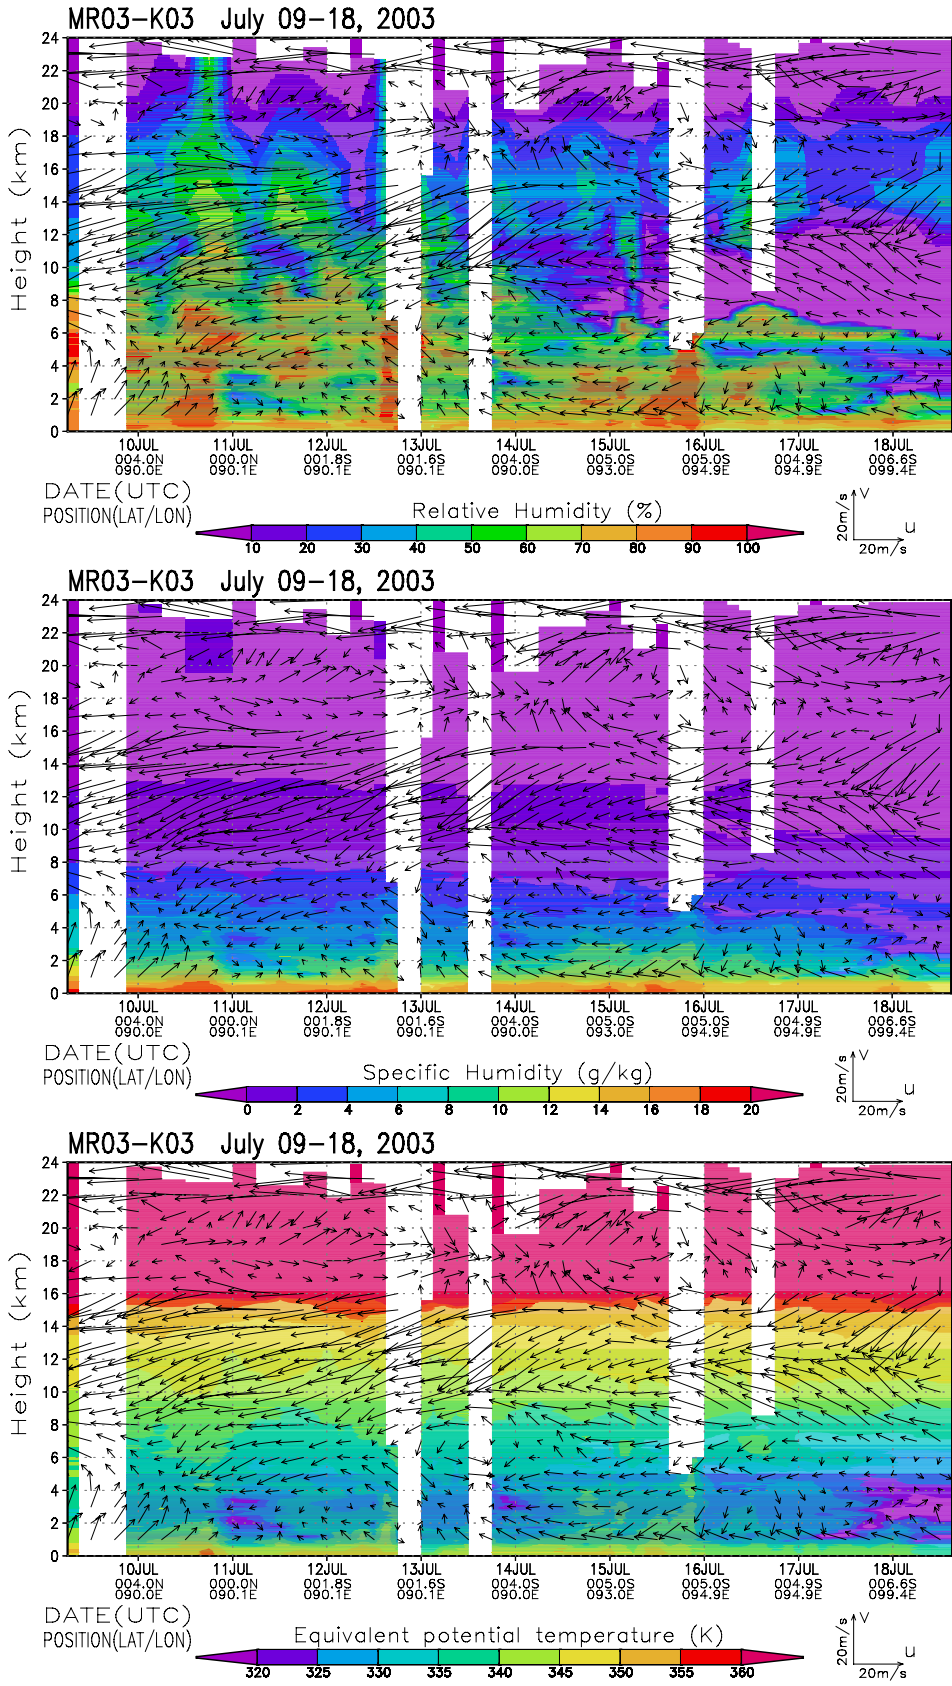 MR03-K03 July 09-18, 2003
24
22
20
18
16
14
12
10
8
6
4
2
0
Height (km)
10JUL 11JUL 12JUL 13JUL 14JUL 15JUL 16JUL 17JUL 18JUL
004.0N 000.0N 001.8S 001.6S 004.0S 005.0S 005.0S 094.9S 006.6S
090.0E 090.1E 090.1E 090.1E 090.0E 093.0E 094.9E 094.9E 099.4E
DATE(UTC)
POSITION(LAT/LON)
Relative Humidity (%)
10 20 30 40 50 60 70 80 90 100
20m/s V
u
20m/s
MR03-K03 July 09-18, 2003
24
22
20
18
16
14
12
10
8
6
4
2
0
Height (km)
10JUL 11JUL 12JUL 13JUL 14JUL 15JUL 16JUL 17JUL 18JUL
004.0N 000.0N 001.8S 001.6S 004.0S 005.0S 005.0S 094.9S 006.6S
090.0E 090.1E 090.1E 090.1E 090.0E 093.0E 094.9E 094.9E 099.4E
DATE(UTC)
POSITION(LAT/LON)
Specific Humidity (g/kg)
0 2 4 6 8 10 12 14 16 18 20
20m/s V
u
20m/s
MR03-K03 July 09-18, 2003
24
22
20
18
16
14
12
10
8
6
4
2
0
Height (km)
10JUL 11JUL 12JUL 13JUL 14JUL 15JUL 16JUL 17JUL 18JUL
004.0N 000.0N 001.8S 001.6S 004.0S 005.0S 005.0S 094.9S 006.6S
090.0E 090.1E 090.1E 090.1E 090.0E 093.0E 094.9E 094.9E 099.4E
DATE(UTC)
POSITION(LAT/LON)
Equivalent potential temperature (K)
320 325 330 335 340 345 350 355 360
20m/s V
u
20m/s